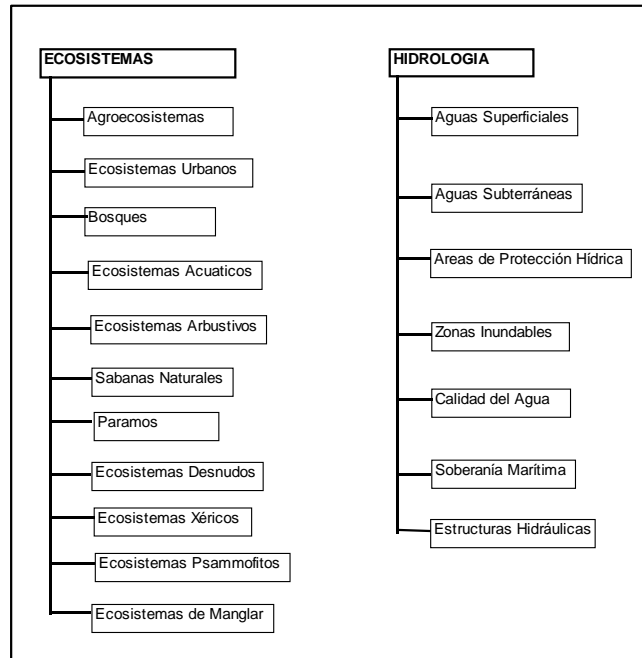 ECOSISTEMAS
Agroecosistemas
Ecosistemas Urbanos
Bosques
Ecosistemas Acuaticos
Ecosistemas Arbustivos
Sabanas Naturales
Paramos
Ecosistemas Desnudos
Ecosistemas Xéricos
Ecosistemas Psammofitos
Ecosistemas de Manglar
HIDROLOGIA
Aguas Superficiales
Aguas Subterráneas
Areas de Protección Hídrica
Zonas Inundables
Calidad del Agua
Soberanía Marítima
Estructuras Hidráulicas